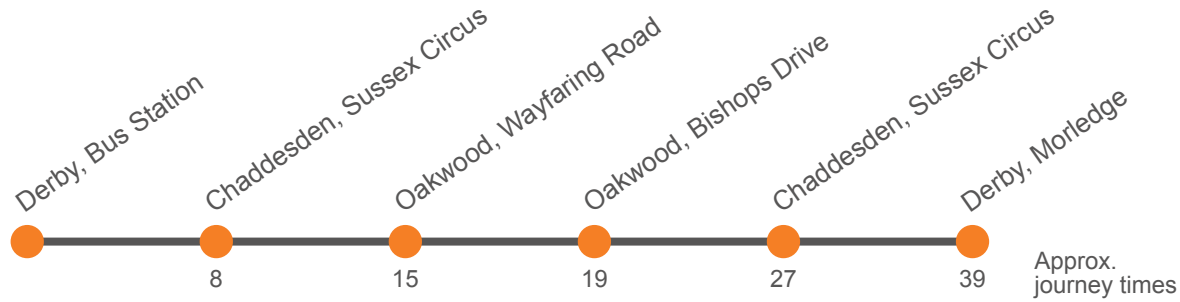 Derby, Bus Station
Chaddesden, Sussex Circus
Oakwood, Wayfaring Road
Oakwood, Bishops Drive
Chaddesden, Sussex Circus
Derby, Morledge
8
15
19
27
39
Approx.
journey times